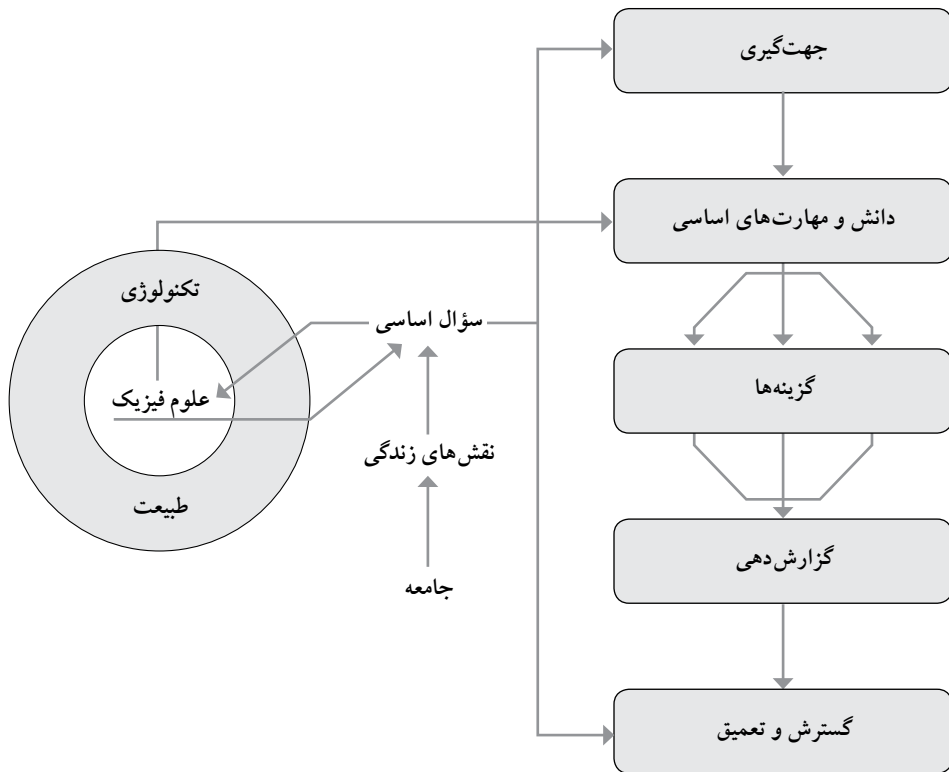 جهت‌گیری
دانش و مهارت‌های اساسی
تکنولوژی
سؤال اساسی
گزینه‌ها
علوم فیزیک
نقش‌های زندگی
طبیعت
گزارش‌دهی
جامعه
گسترش و تعمیق